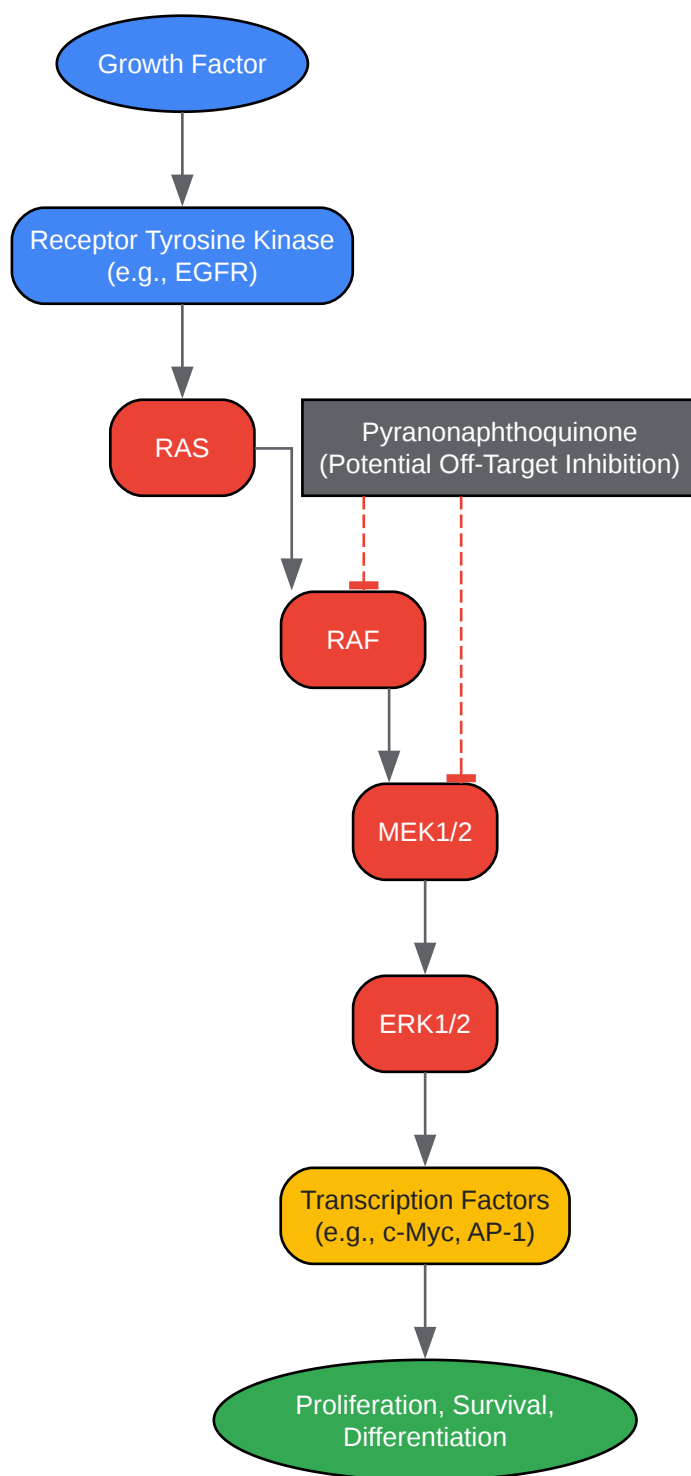 Growth Factor
Receptor Tyrosine Kinase
(e.g., EGFR)
RAS
Pyranonaphthoquinone
(Potential Off-Target Inhibition)
RAF
MEK1/2
ERK1/2
Transcription Factors
(e.g., c-Myc, AP-1)
Proliferation, Survival,
Differentiation